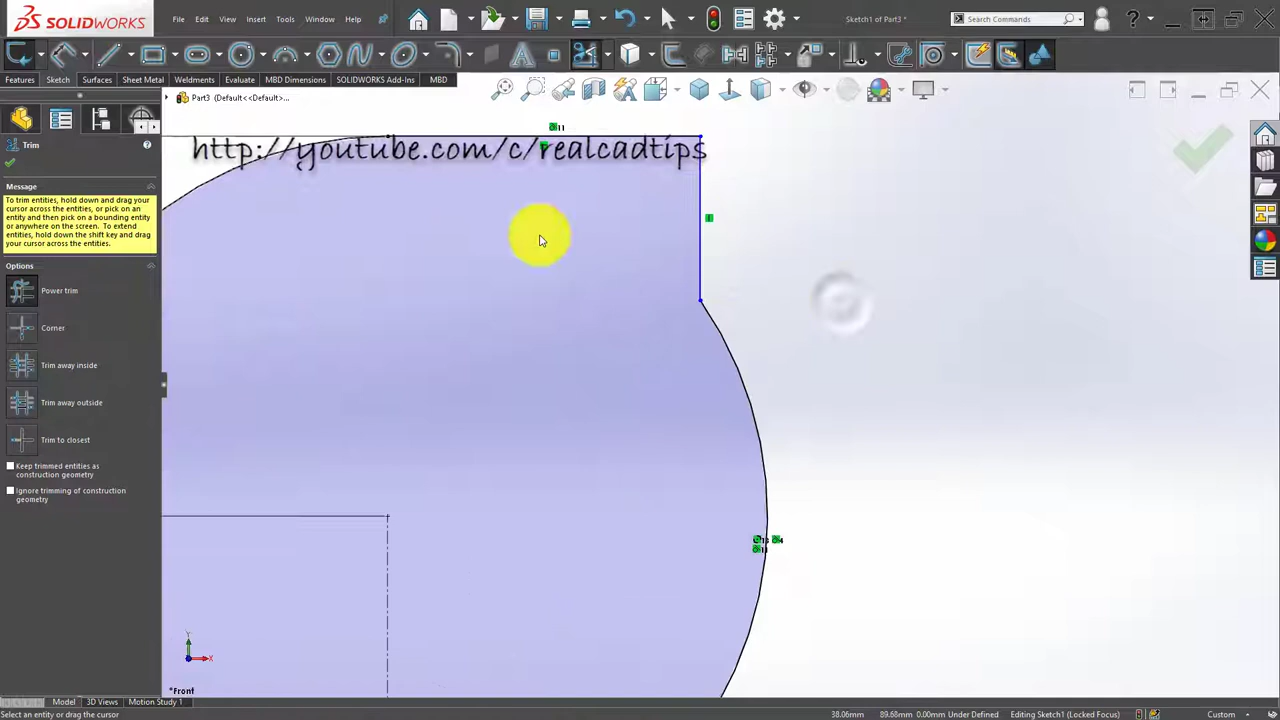 SOLIDWORKS
File
Edit
View
Insert
Tools
Window
Help
Sketch1 of Part3 *
Search Commands
Features
Sketch
Surfaces
Sheet Metal
Weldments
Evaluate
MBD Dimensions
SOLIDWORKS Add-Ins
MBD
Part3 (Default<<Default>...
Trim
Message
To trim entities, hold down and drag your
cursor across the entities, or pick on an
entity and then pick on a bounding entity
or anywhere on the screen. To extend
entities, hold down the shift key and drag
your cursor across the entities.
Options
Power trim
Corner
Trim away inside
Trim away outside
Trim to closest
Keep trimmed entities as
construction geometry
Ignore trimming of construction
geometry
http://youtube.com/c/realcadtips
11
Y
X
*Front
Model
3D Views
Motion Study 1
Select an entity or drag the cursor
38.06mm
89.68mm
0.00mm
Under Defined
Editing Sketch1 (Locked Focus)
Custom